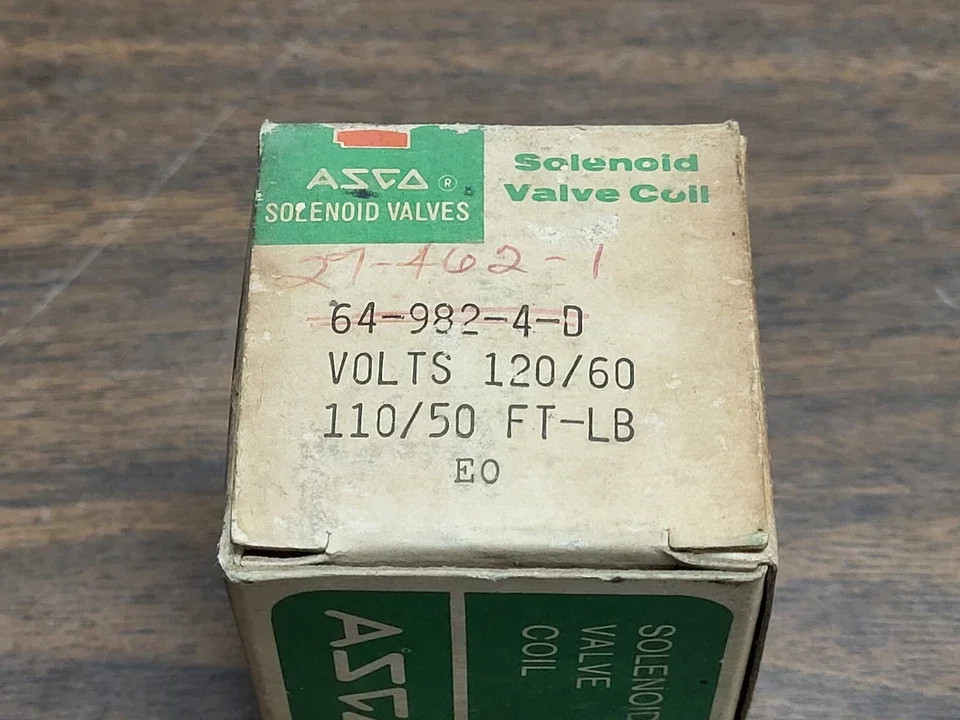 ASCO ®
SOLENOID VALVES
Solenoid
Valve Coil
27-462-1
64-982-4-D
VOLTS 120/60
110/50 FT-LB
EO
ASCO
SOLENOID
VALVE
COIL